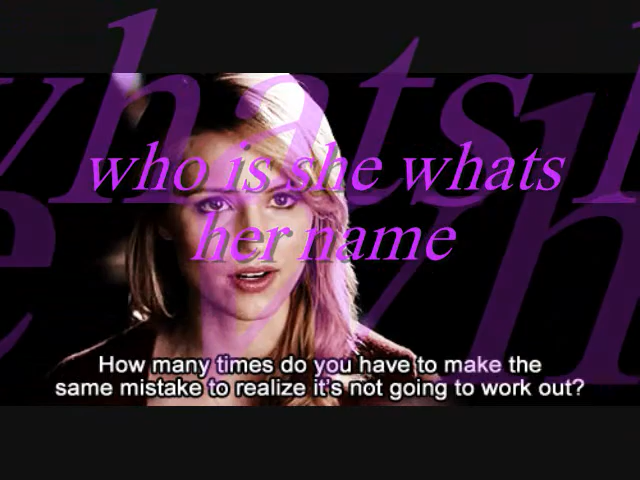 whats
who is she whats
her name
How many times do you have to make the
same mistake to realize it's not going to work out?